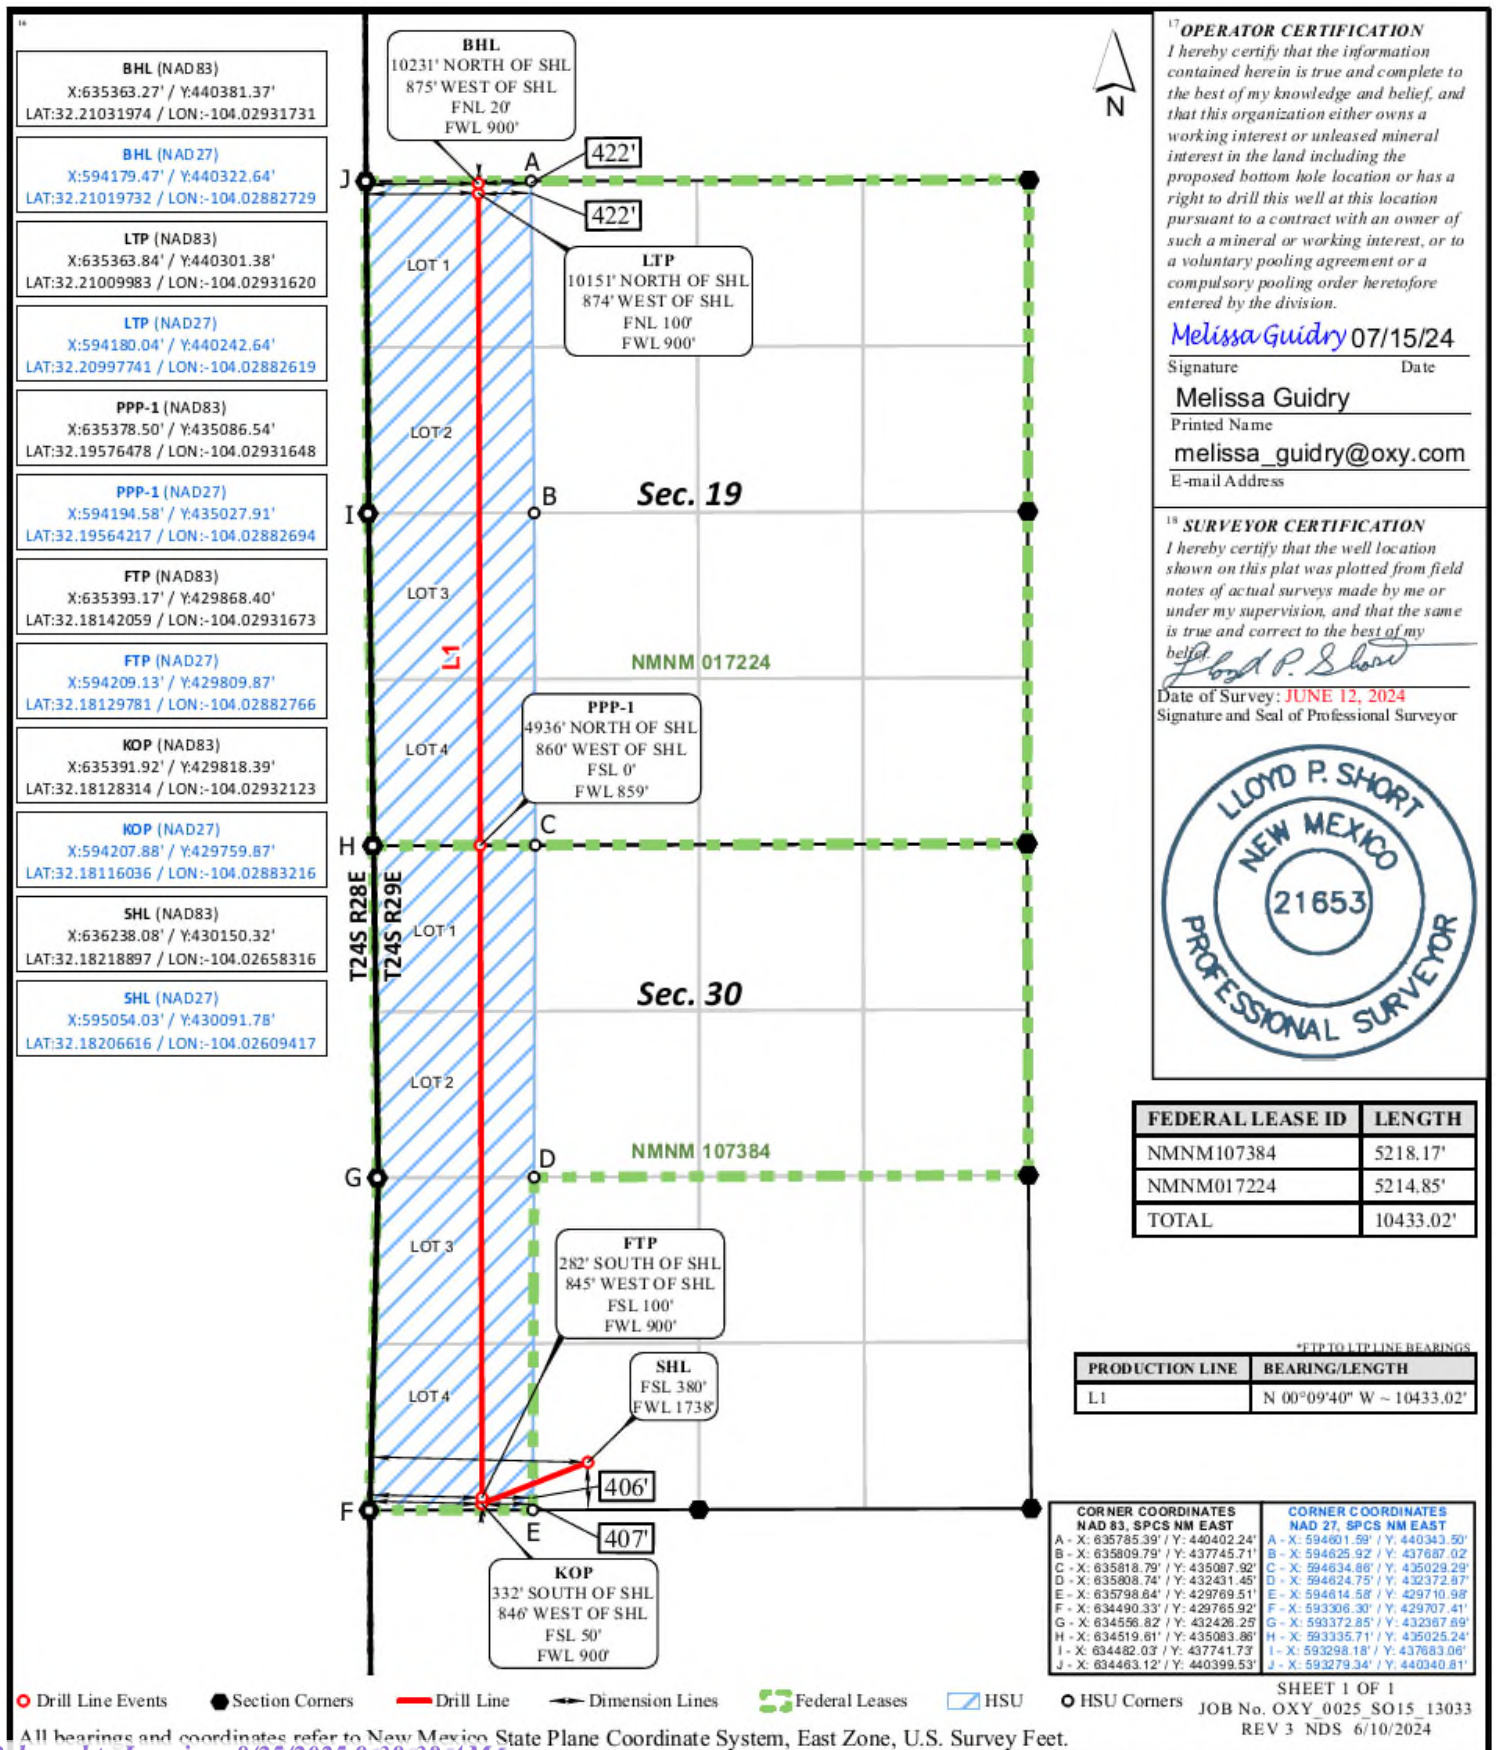 16
BHL (NAD83)
X:635363.27' / Y:440381.37'
LAT:32.21031974 / LON:-104.02931731
BHL (NAD27)
X:594179.47' / Y:440322.64'
LAT:32.21019732 / LON:-104.02882729
LTP (NAD83)
X:635363.84' / Y:440301.38'
LAT:32.21009983 / LON:-104.02931620
LTP (NAD27)
X:594180.04' / Y:440242.64'
LAT:32.20997741 / LON:-104.02882619
PPP-1 (NAD83)
X:635378.50' / Y:435086.54'
LAT:32.19576478 / LON:-104.02931648
PPP-1 (NAD27)
X:594194.58' / Y:435027.91'
LAT:32.19564217 / LON:-104.02882694
FTP (NAD83)
X:635393.17' / Y:429868.40'
LAT:32.18142059 / LON:-104.02931673
FTP (NAD27)
X:594209.13' / Y:429809.87'
LAT:32.18129781 / LON:-104.02882766
KOP (NAD83)
X:635391.92' / Y:429818.39'
LAT:32.18128314 / LON:-104.02932123
KOP (NAD27)
X:594207.88' / Y:429759.87'
LAT:32.18116036 / LON:-104.02883216
SHL (NAD83)
X:636238.08' / Y:430150.32'
LAT:32.18218897 / LON:-104.02658316
SHL (NAD27)
X:595054.03' / Y:430091.78'
LAT:32.18206616 / LON:-104.02609417
BHL
10231' NORTH OF SHL
875' WEST OF SHL
FNL 20'
FWL 900'
N
J
A
422'
422'
LTP
10151' NORTH OF SHL
874' WEST OF SHL
FNL 100'
FWL 900'
LOT 1
LOT 2
I
B
Sec. 19
LOT 3
L1
NMNM 017224
PPP-1
4936' NORTH OF SHL
860' WEST OF SHL
FSL 0'
FWL 859'
LOT 4
H
C
T24S R28E
T24S R29E
LOT 1
Sec. 30
LOT 2
G
D
NMNM 107384
LOT 3
FTP
282' SOUTH OF SHL
845' WEST OF SHL
FSL 100'
FWL 900'
SHL
FSL 380'
FWL 1738'
LOT 4
406'
F
E
407'
KOP
332' SOUTH OF SHL
846' WEST OF SHL
FSL 50'
FWL 900'
17 OPERATOR CERTIFICATION
I hereby certify that the information
contained herein is true and complete to
the best of my knowledge and belief, and
that this organization either owns a
working interest or unleased mineral
interest in the land including the
proposed bottom hole location or has a
right to drill this well at this location
pursuant to a contract with an owner of
such a mineral or working interest, or to
a voluntary pooling agreement or a
compulsory pooling order heretofore
entered by the division.
Melissa Guidry 07/15/24
Signature Date
Melissa Guidry
Printed Name
melissa_guidry@oxy.com
E-mail Address
18 SURVEYOR CERTIFICATION
I hereby certify that the well location
shown on this plat was plotted from field
notes of actual surveys made by me or
under my supervision, and that the same
is true and correct to the best of my
belief.
Lloyd P. Short
Date of Survey: JUNE 12, 2024
Signature and Seal of Professional Surveyor
LLOYD P. SHORT
NEW MEXICO
21653
PROFESSIONAL SURVEYOR
FEDERAL LEASE ID LENGTH
NMNM107384 5218.17'
NMNM017224 5214.85'
TOTAL 10433.02'
*FTP TO LTP LINE BEARINGS
PRODUCTION LINE BEARING/LENGTH
L1 N 00°09'40" W ~ 10433.02'
CORNER COORDINATES
NAD 83, SPCS NM EAST
A - X: 635785.39' / Y: 440402.24'
B - X: 635809.79' / Y: 437745.71'
C - X: 635818.79' / Y: 435087.92'
D - X: 635808.74' / Y: 432431.45'
E - X: 635798.64' / Y: 429769.51'
F - X: 634490.33' / Y: 429765.92'
G - X: 634556.82' / Y: 432426.25'
H - X: 634519.61' / Y: 435083.86'
I - X: 634482.03' / Y: 437741.73'
J - X: 634463.12' / Y: 440399.53'
CORNER COORDINATES
NAD 27, SPCS NM EAST
A - X: 594601.59' / Y: 440343.50'
B - X: 594625.92' / Y: 437687.02'
C - X: 594634.86' / Y: 435029.29'
D - X: 594624.75' / Y: 432372.87'
E - X: 594614.58' / Y: 429710.98'
F - X: 593306.30' / Y: 429707.41'
G - X: 593372.85' / Y: 432367.69'
H - X: 593335.71' / Y: 435025.24'
I - X: 593298.18' / Y: 437683.06'
J - X: 593279.34' / Y: 440340.81'
Drill Line Events Section Corners Drill Line Dimension Lines Federal Leases HSU HSU Corners
SHEET 1 OF 1
JOB No. OXY_0025_SO15_13033
REV 3 NDS 6/10/2024
All bearings and coordinates refer to New Mexico State Plane Coordinate System, East Zone, U.S. Survey Feet.